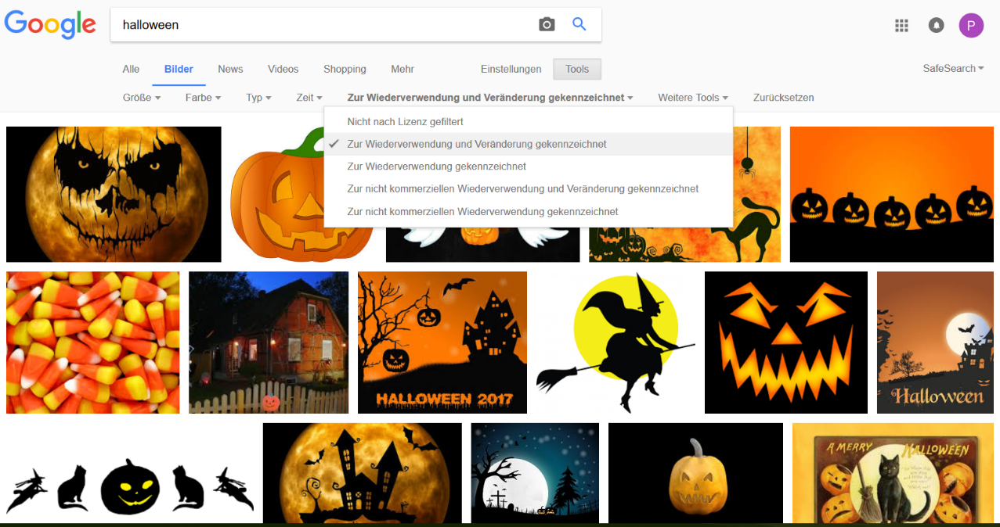 Google
halloween
P
Alle Bilder News Videos Shopping Mehr Einstellungen Tools SafeSearch
Größe Farbe Typ Zeit Zur Wiederverwendung und Veränderung gekennzeichnet Weitere Tools Zurücksetzen
Nicht nach Lizenz gefiltert
Zur Wiederverwendung und Veränderung gekennzeichnet
Zur Wiederverwendung gekennzeichnet
Zur nicht kommerziellen Wiederverwendung und Veränderung gekennzeichnet
Zur nicht kommerziellen Wiederverwendung gekennzeichnet
HALLOWEEN 2017
Halloween
A MERRY HALLOWEEN